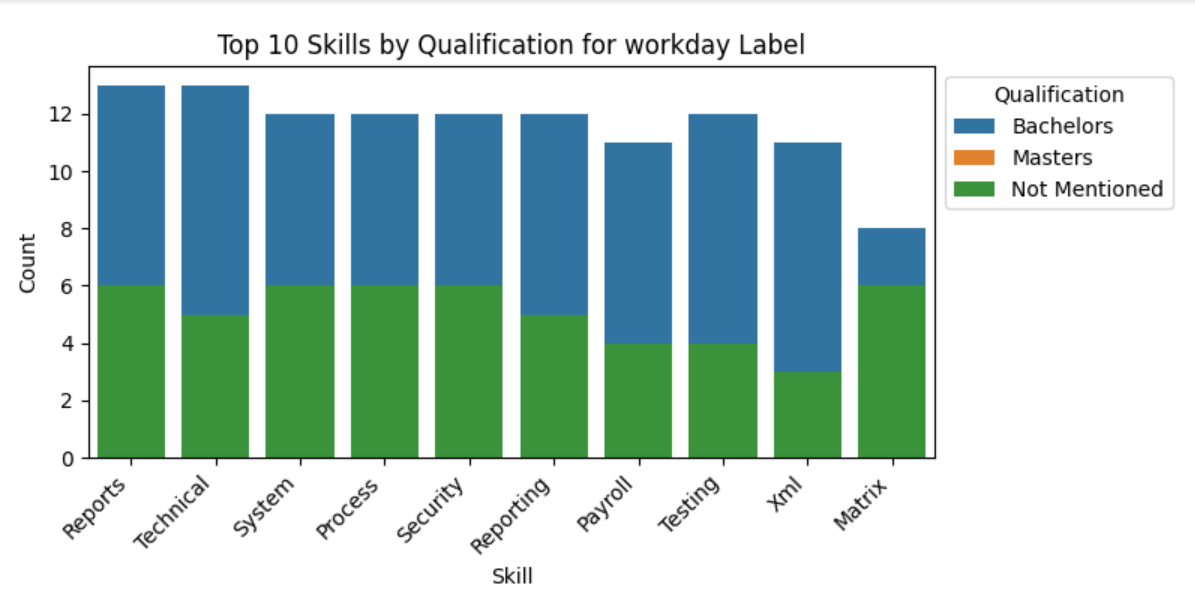 Top 10 Skills by Qualification for workday Label
Qualification
Bachelors
Masters
Not Mentioned
Count
12
10
8
6
4
2
0
Reports
Technical
System
Process
Security
Reporting
Payroll
Testing
Xml
Matrix
Skill